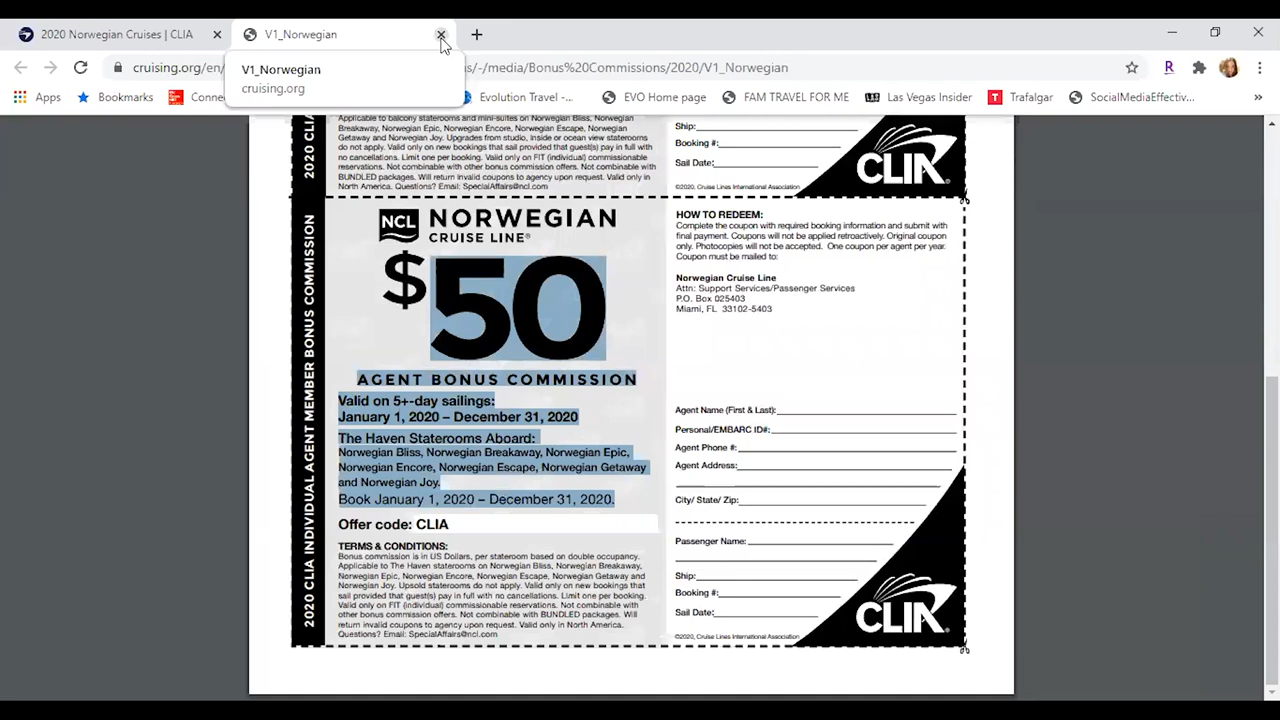 2020 Norwegian Cruises | CLIA
V1_Norwegian
V1_Norwegian
cruising.org
cruising.org/en/
s/-/media/Bonus%20Commissions/2020/V1_Norwegian
R
Apps
Bookmarks
Conne
Evolution Travel -...
EVO Home page
FAM TRAVEL FOR ME
Las Vegas Insider
T Trafalgar
SocialMediaEffectiv...
»
2020 CLIA
Applicable to balcony staterooms and mini-suites on Norwegian Bliss, Norwegian
Breakaway, Norwegian Epic, Norwegian Encore, Norwegian Escape, Norwegian
Getaway and Norwegian Joy. Upgrades from studio, inside or ocean view staterooms
do not apply. Valid only on new bookings that sail provided that guest(s) pay in full with
no cancellations. Limit one per booking. Valid only on FIT (individual) commissionable
reservations. Not combinable with other bonus commission offers. Not combinable with
BUNDLED packages. Will return invalid coupons to agency upon request. Valid only in
North America. Questions? Email: SpecialAffairs@ncl.com
Ship:
Booking #:
Sail Date:
©2020, Cruise Lines International Association
CLIA®
2020 CLIA INDIVIDUAL AGENT MEMBER BONUS COMMISSION
NCL NORWEGIAN
CRUISE LINE®
$50
AGENT BONUS COMMISSION
Valid on 5+-day sailings:
January 1, 2020 – December 31, 2020
The Haven Staterooms Aboard:
Norwegian Bliss, Norwegian Breakaway, Norwegian Epic,
Norwegian Encore, Norwegian Escape, Norwegian Getaway
and Norwegian Joy.
Book January 1, 2020 – December 31, 2020.
Offer code: CLIA
TERMS & CONDITIONS:
Bonus commission is in US Dollars, per stateroom based on double occupancy.
Applicable to The Haven staterooms on Norwegian Bliss, Norwegian Breakaway,
Norwegian Epic, Norwegian Encore, Norwegian Escape, Norwegian Getaway and
Norwegian Joy. Upsold staterooms do not apply. Valid only on new bookings that
sail provided that guest(s) pay in full with no cancellations. Limit one per booking.
Valid only on FIT (individual) commissionable reservations. Not combinable with
other bonus commission offers. Not combinable with BUNDLED packages. Will
return invalid coupons to agency upon request. Valid only in North America.
Questions? Email: SpecialAffairs@ncl.com
HOW TO REDEEM:
Complete the coupon with required booking information and submit with
final payment. Coupons will not be applied retroactively. Original coupon
only. Photocopies will not be accepted. One coupon per agent per year.
Coupon must be mailed to:
Norwegian Cruise Line
Attn: Support Services/Passenger Services
P.O. Box 025403
Miami, FL 33102-5403
Agent Name (First & Last):
Personal/EMBARC ID#:
Agent Phone #:
Agent Address:
City/ State/ Zip:
Passenger Name:
Ship:
Booking #:
Sail Date:
©2020, Cruise Lines International Association
CLIA®